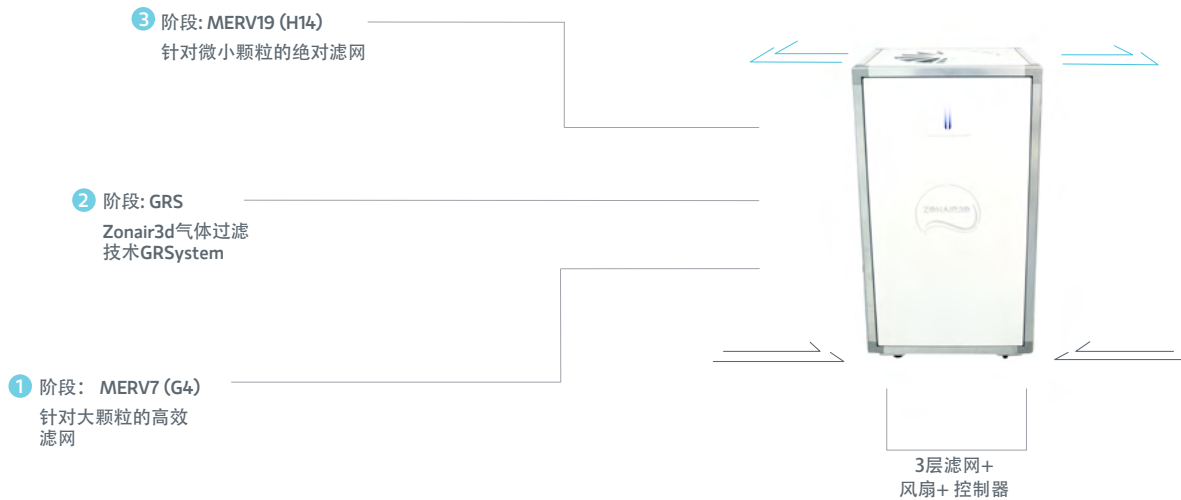 3 阶段: MERV19 (H14)
针对微小颗粒的绝对滤网
2 阶段: GRS
Zonair3d气体过滤
技术GRSystem
ZONAIR3D
1 阶段： MERV7 (G4)
针对大颗粒的高效
滤网
3层滤网+
风扇+ 控制器